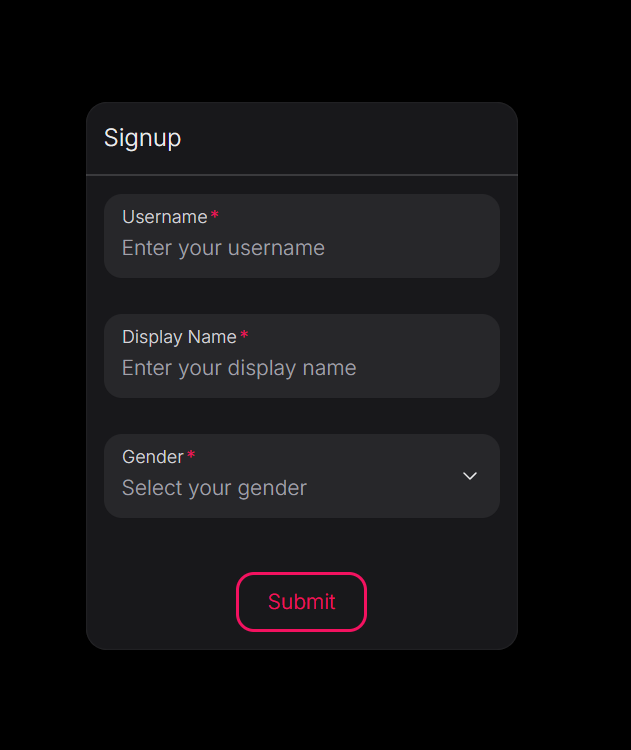 Signup
Username*
Enter your username
Display Name*
Enter your display name
Gender*
Select your gender
Submit